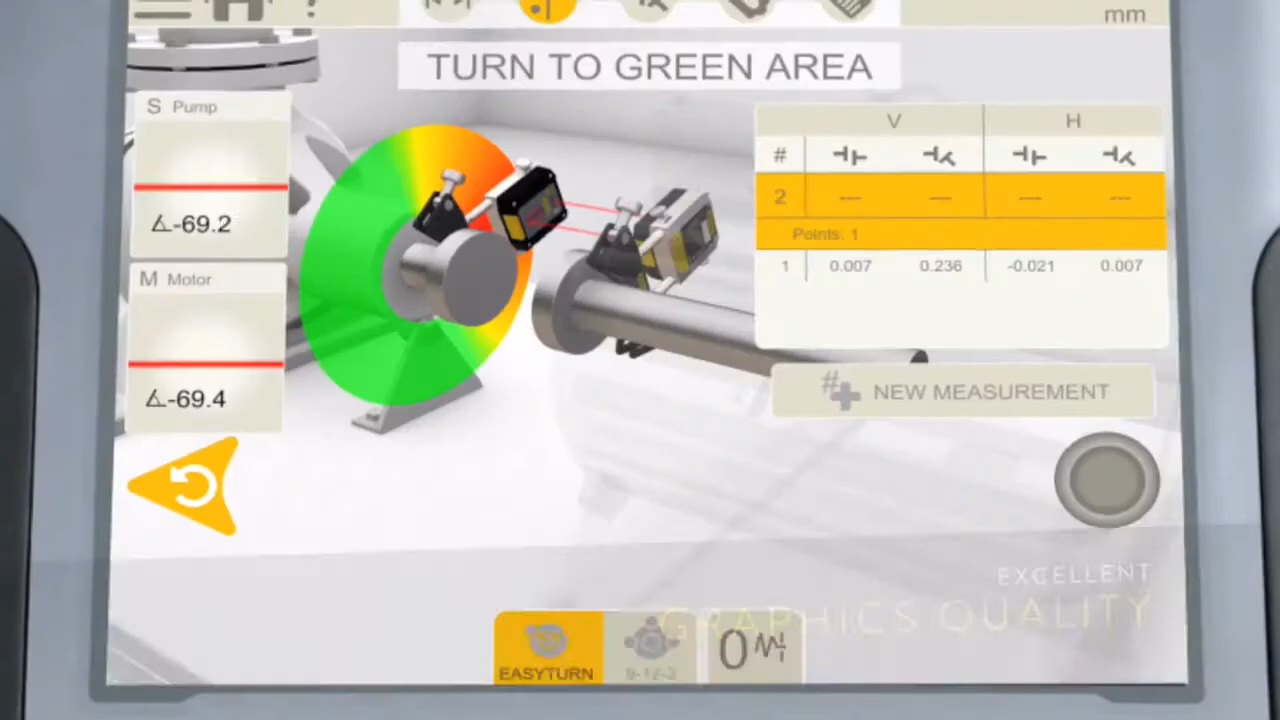 mm
TURN TO GREEN AREA
S Pump
-69.2
M Motor
-69.4
V H
#
2 --- --- --- ---
Points: 1
1 0.007 0.236 -0.021 0.007
# NEW MEASUREMENT
EXCELLENT
GRAPHICS QUALITY
EASYTURN
9-12-3
0